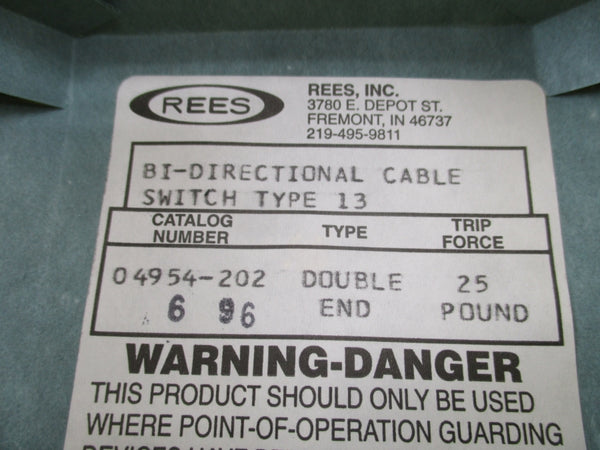 REES
REES, INC.
3780 E. DEPOT ST.
FREMONT, IN 46737
219-495-9811
BI-DIRECTIONAL CABLE
SWITCH TYPE 13
CATALOG NUMBER TYPE TRIP FORCE
04954-202 DOUBLE 25
6 96 END POUND
WARNING-DANGER
THIS PRODUCT SHOULD ONLY BE USED
WHERE POINT-OF-OPERATION GUARDING